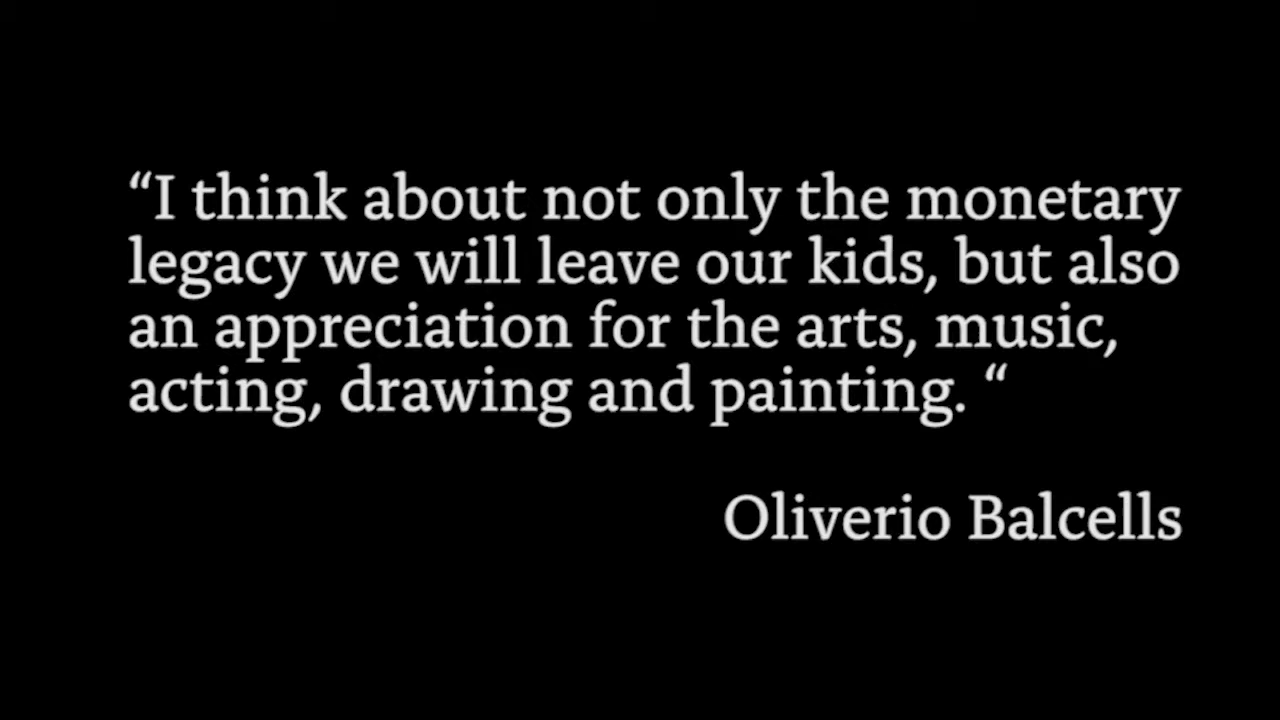 “I think about not only the monetary
legacy we will leave our kids, but also
an appreciation for the arts, music,
acting, drawing and painting. “
Oliverio Balcells